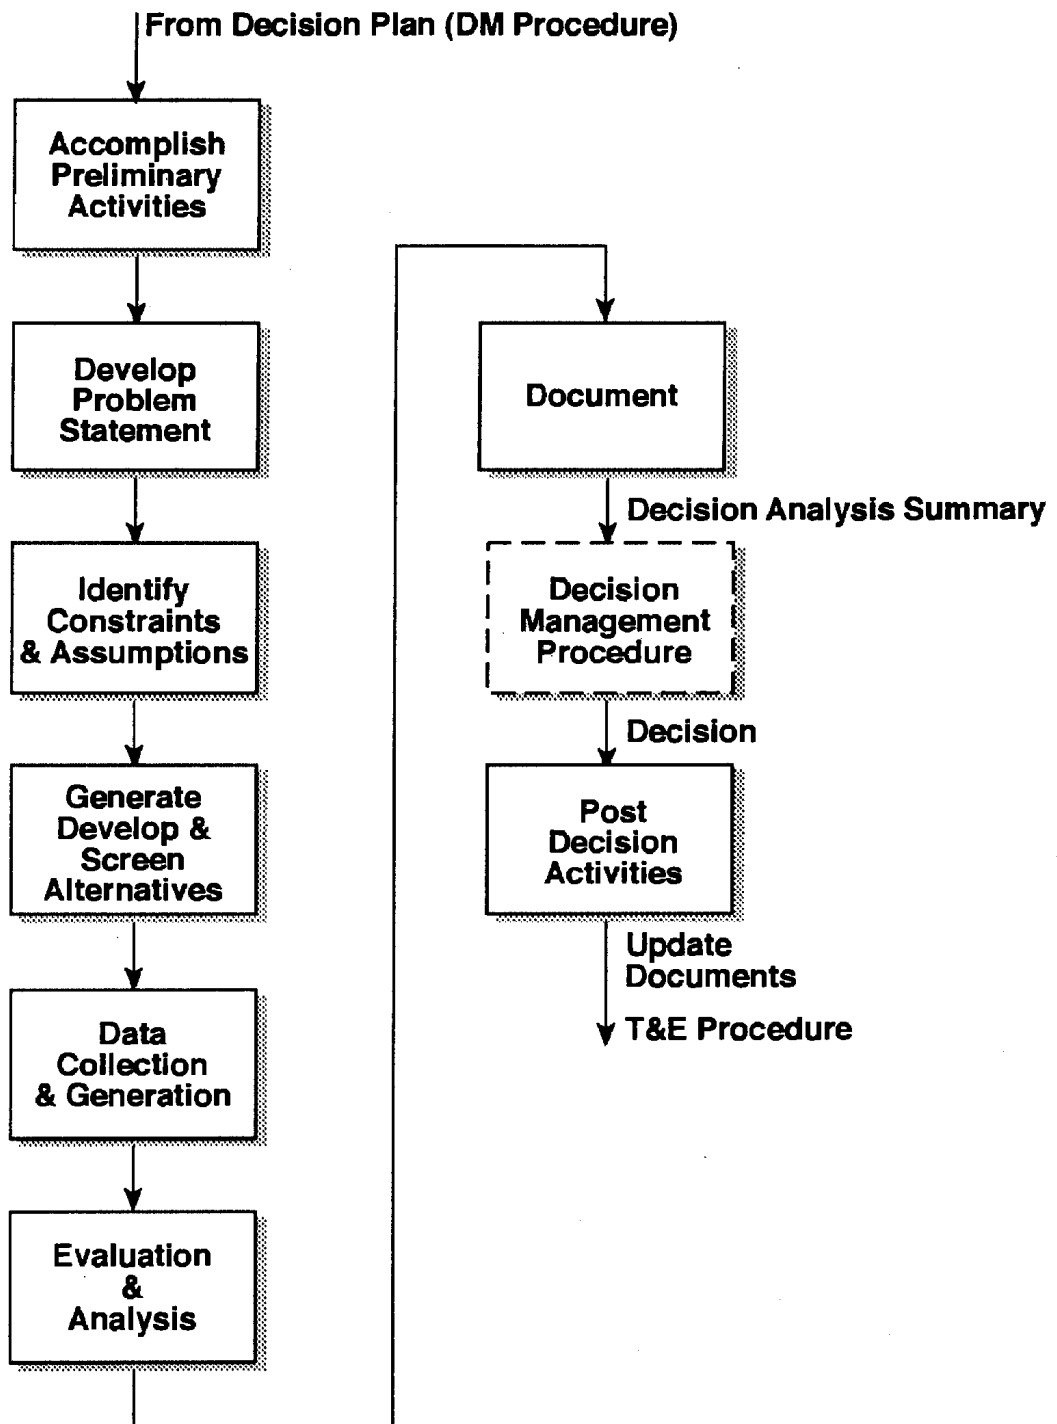 From Decision Plan (DM Procedure)
Accomplish
Preliminary
Activities
Develop
Problem
Statement
Identify
Constraints
& Assumptions
Generate
Develop &
Screen
Alternatives
Data
Collection
& Generation
Evaluation
&
Analysis
Document
Decision Analysis Summary
Decision
Management
Procedure
Decision
Post
Decision
Activities
Update
Documents
T&E Procedure